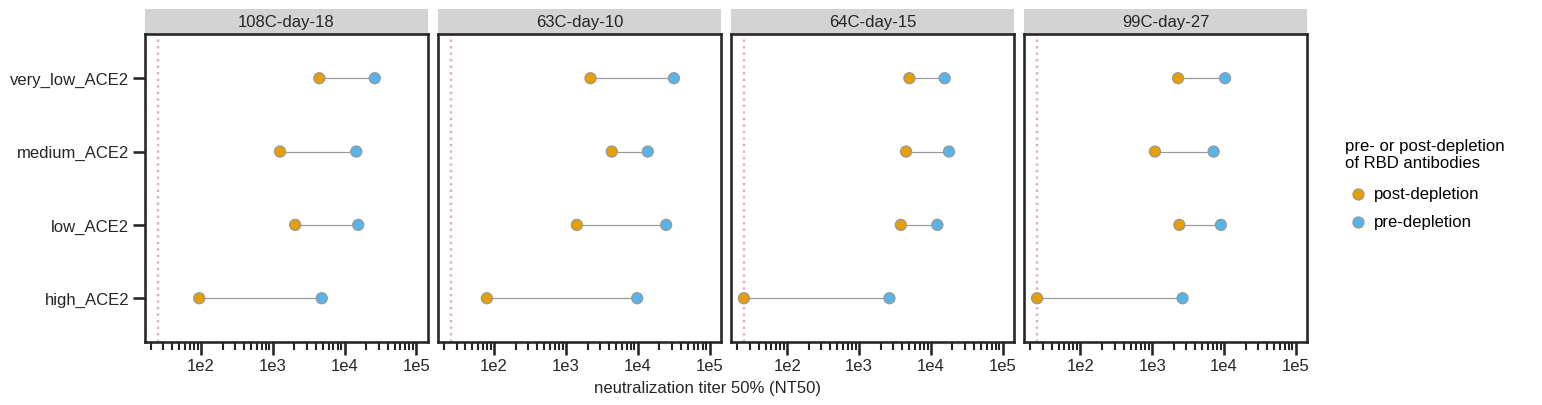 108C-day-18 63C-day-10 64C-day-15 99C-day-27
very_low_ACE2
medium_ACE2
low_ACE2
high_ACE2
1e2 1e3 1e4 1e5 1e2 1e3 1e4 1e5 1e2 1e3 1e4 1e5 1e2 1e3 1e4 1e5
neutralization titer 50% (NT50)
pre- or post-depletion
of RBD antibodies
post-depletion
pre-depletion